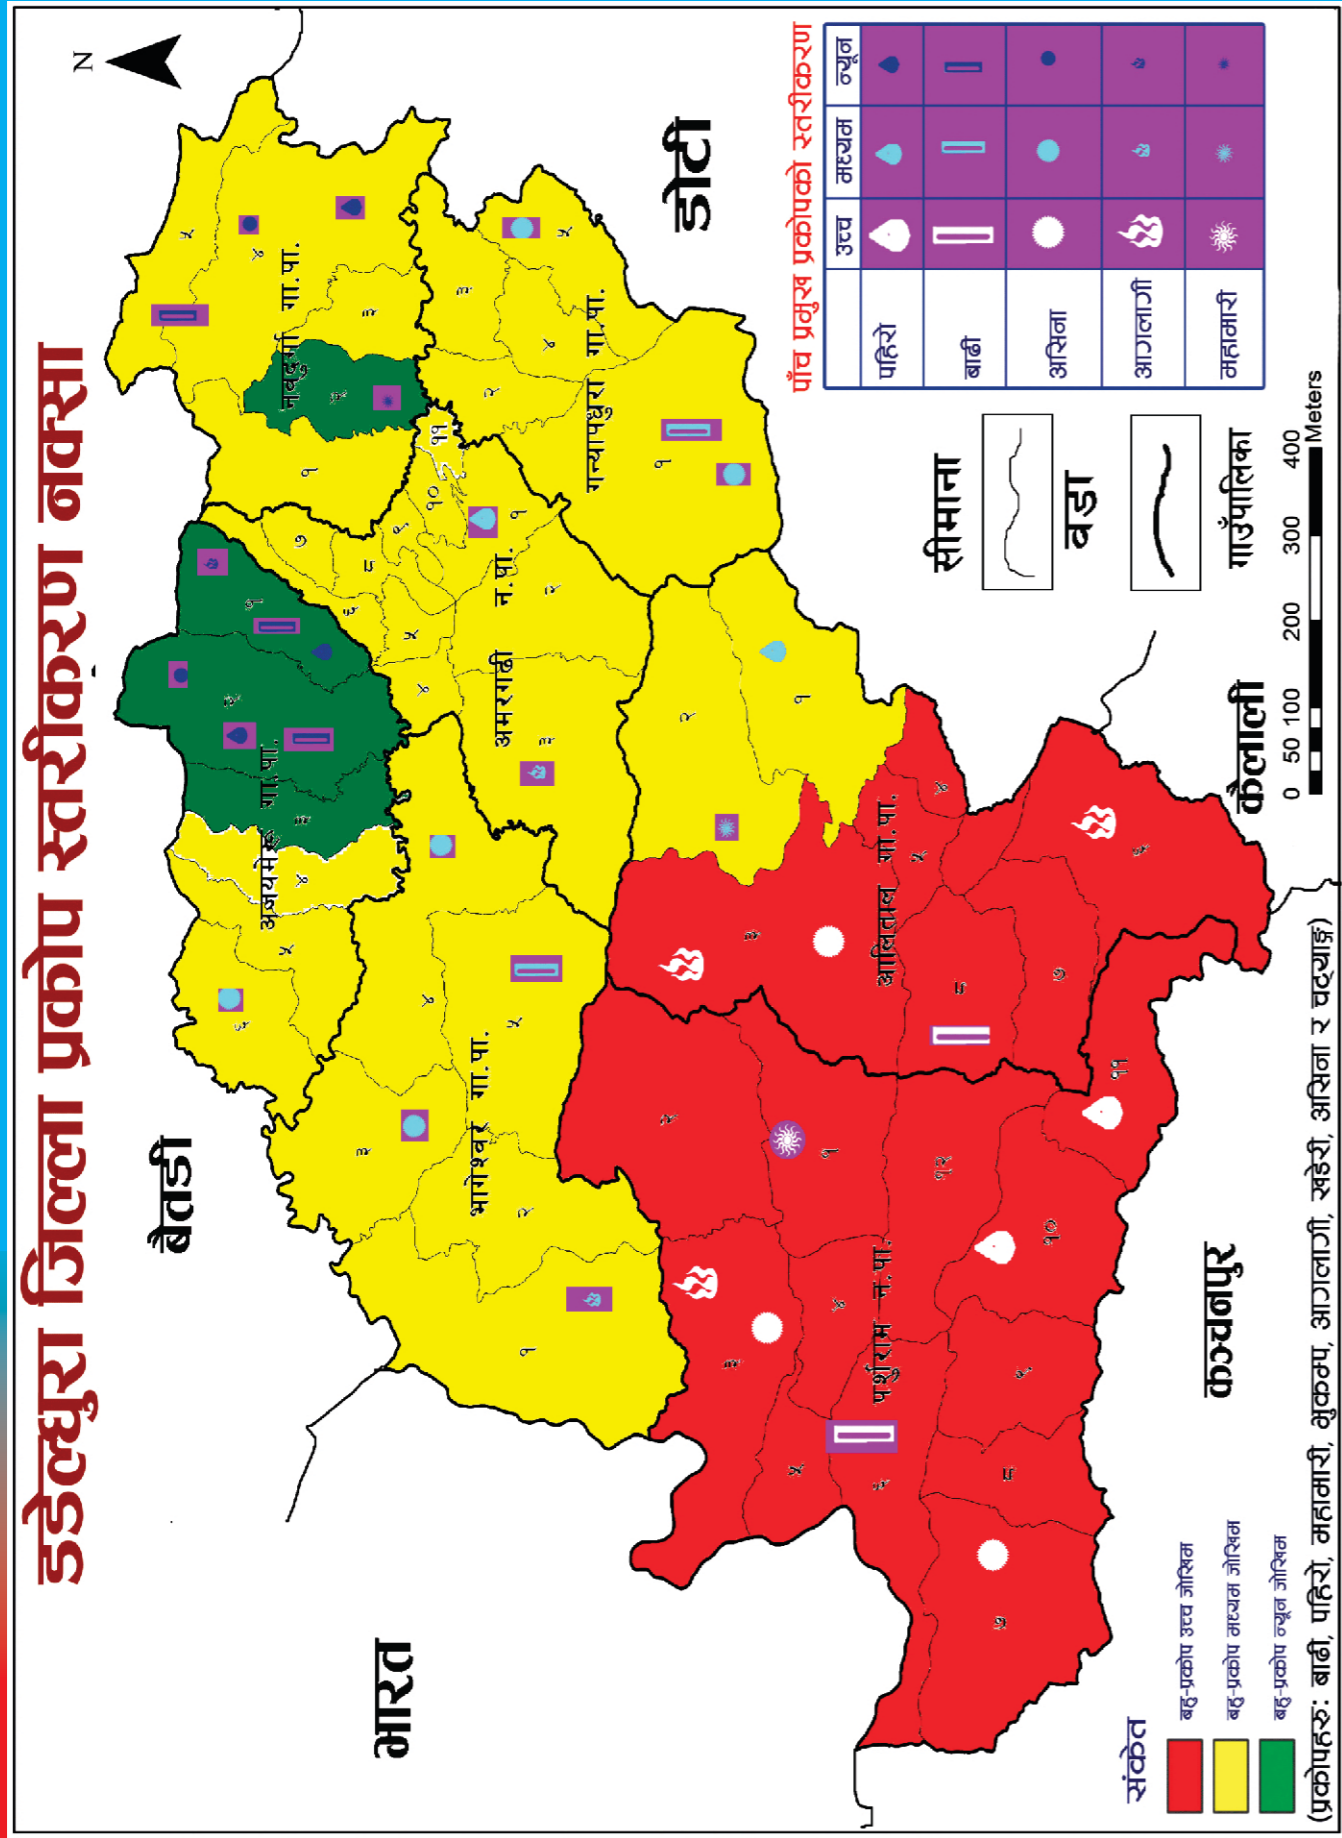 डडेल्धुरा जिल्ला प्रकोप स्तरीकरण नक्सा
N
बैतडी
भारत
डोटी
कैलाली
कञ्चनपुर
नवदुर्गा गा.पा.
गन्यापधुरा गा.पा.
अमरगढी न.पा.
अजयमेरु गा.पा.
भागेश्वर गा.पा.
आलिताल गा.पा.
पर्शुराम न.पा.
पाँच प्रमुख प्रकोपको स्तरीकरण
उच्च मध्यम न्यून
पहिरो
बाढी
असिना
आगलागी
महामारी
सीमाना
वडा
गाउँपालिका
0 50 100 200 300 400
Meters
संकेत
बहु-प्रकोप उच्च जोखिम
बहु-प्रकोप मध्यम जोखिम
बहु-प्रकोप न्यून जोखिम
(प्रकोपहरु: बाढी, पहिरो, महामारी, भुकम्प, आगलागी, खडेरी, असिना र चट्याङ्ग)